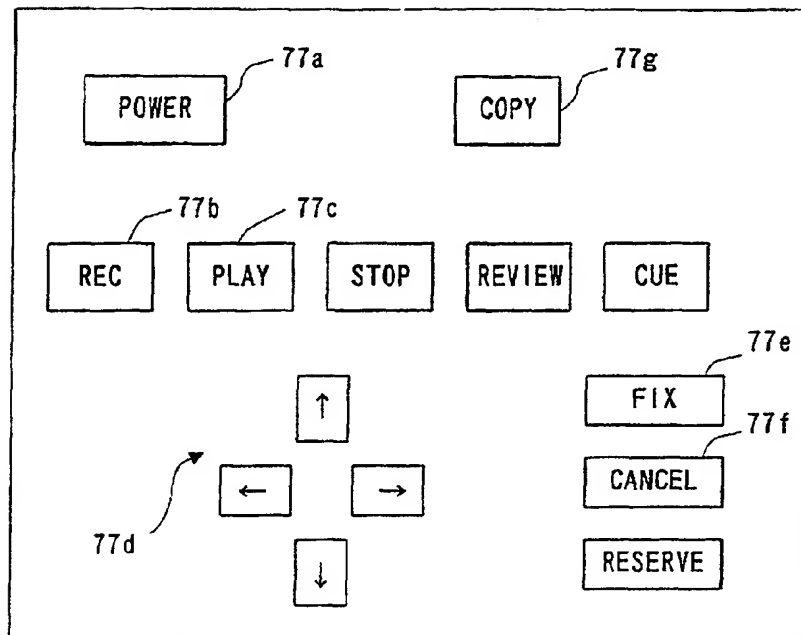 77a 77g
POWER COPY
77b 77c
REC PLAY STOP REVIEW CUE
77e
↑ FIX
77f
← → CANCEL
77d
↓ RESERVE